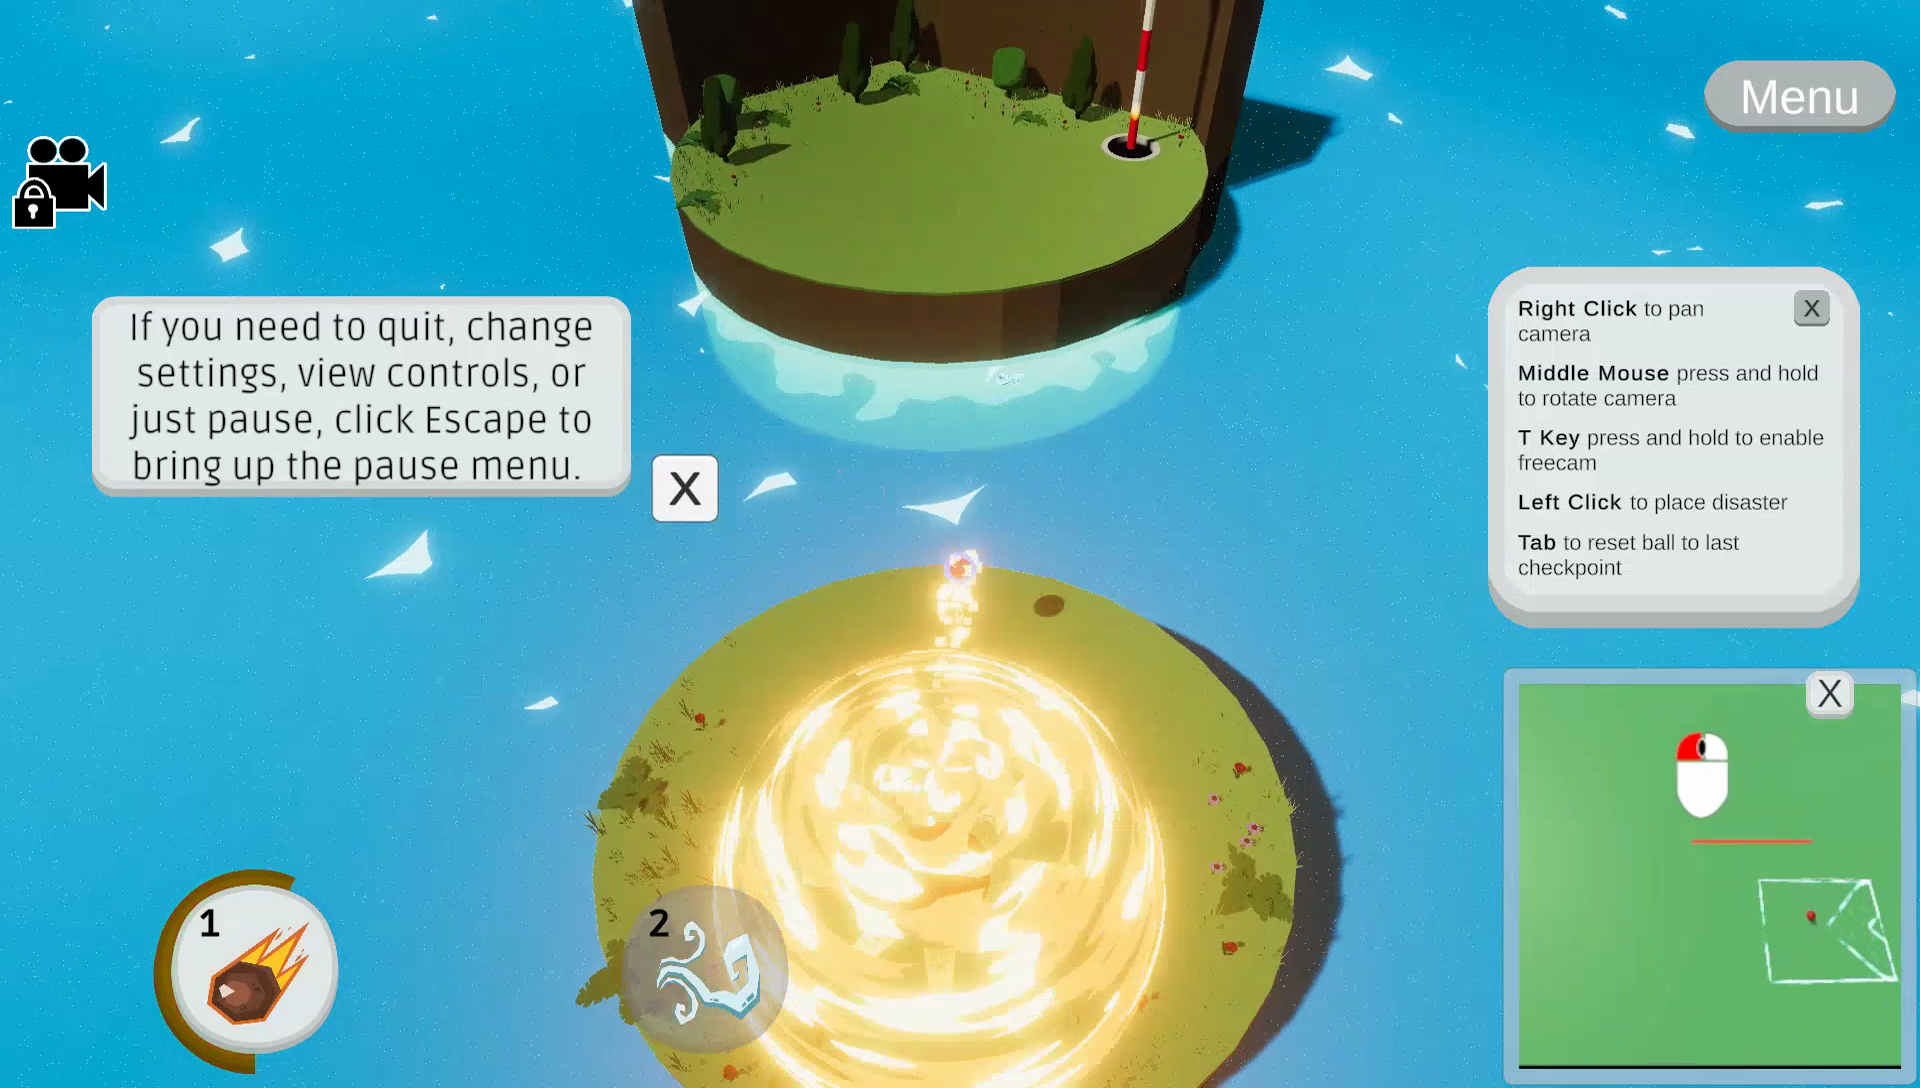 Menu
If you need to quit, change
settings, view controls, or
just pause, click Escape to
bring up the pause menu.
X
Right Click to pan
camera
X
Middle Mouse press and hold
to rotate camera
T Key press and hold to enable
freecam
Left Click to place disaster
Tab to reset ball to last
checkpoint
X
1
2